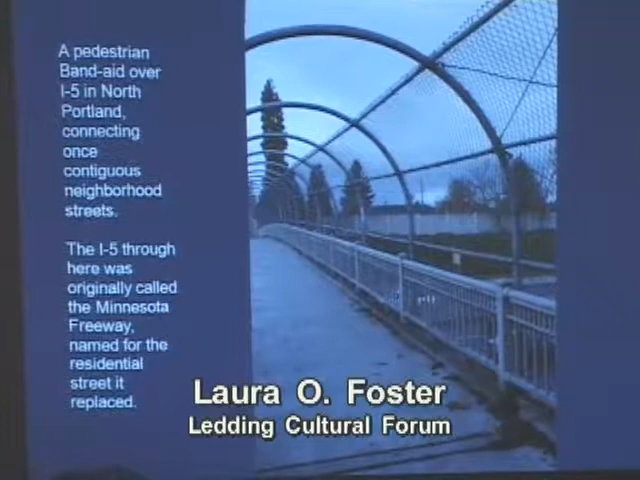 A pedestrian
Band-aid over
I-5 in North
Portland,
connecting
once
contiguous
neighborhood
streets.
The I-5 through
here was
originally called
the Minnesota
Freeway,
named for the
residential
street it
replaced.
Laura O. Foster
Ledding Cultural Forum